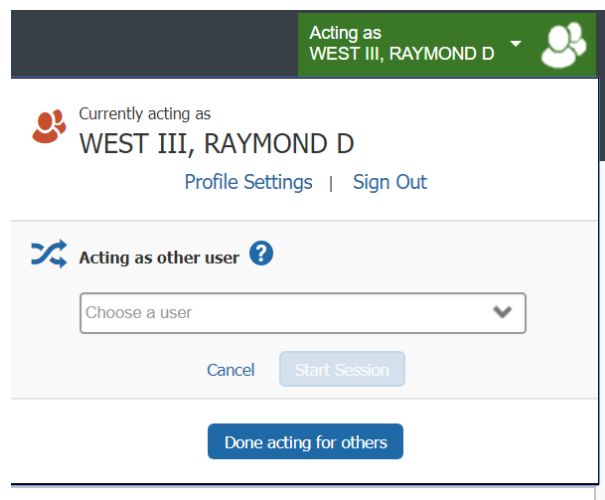 Acting as
WEST III, RAYMOND D
Currently acting as
WEST III, RAYMOND D
Profile Settings | Sign Out
Acting as other user ?
Choose a user
Cancel Start Session
Done acting for others